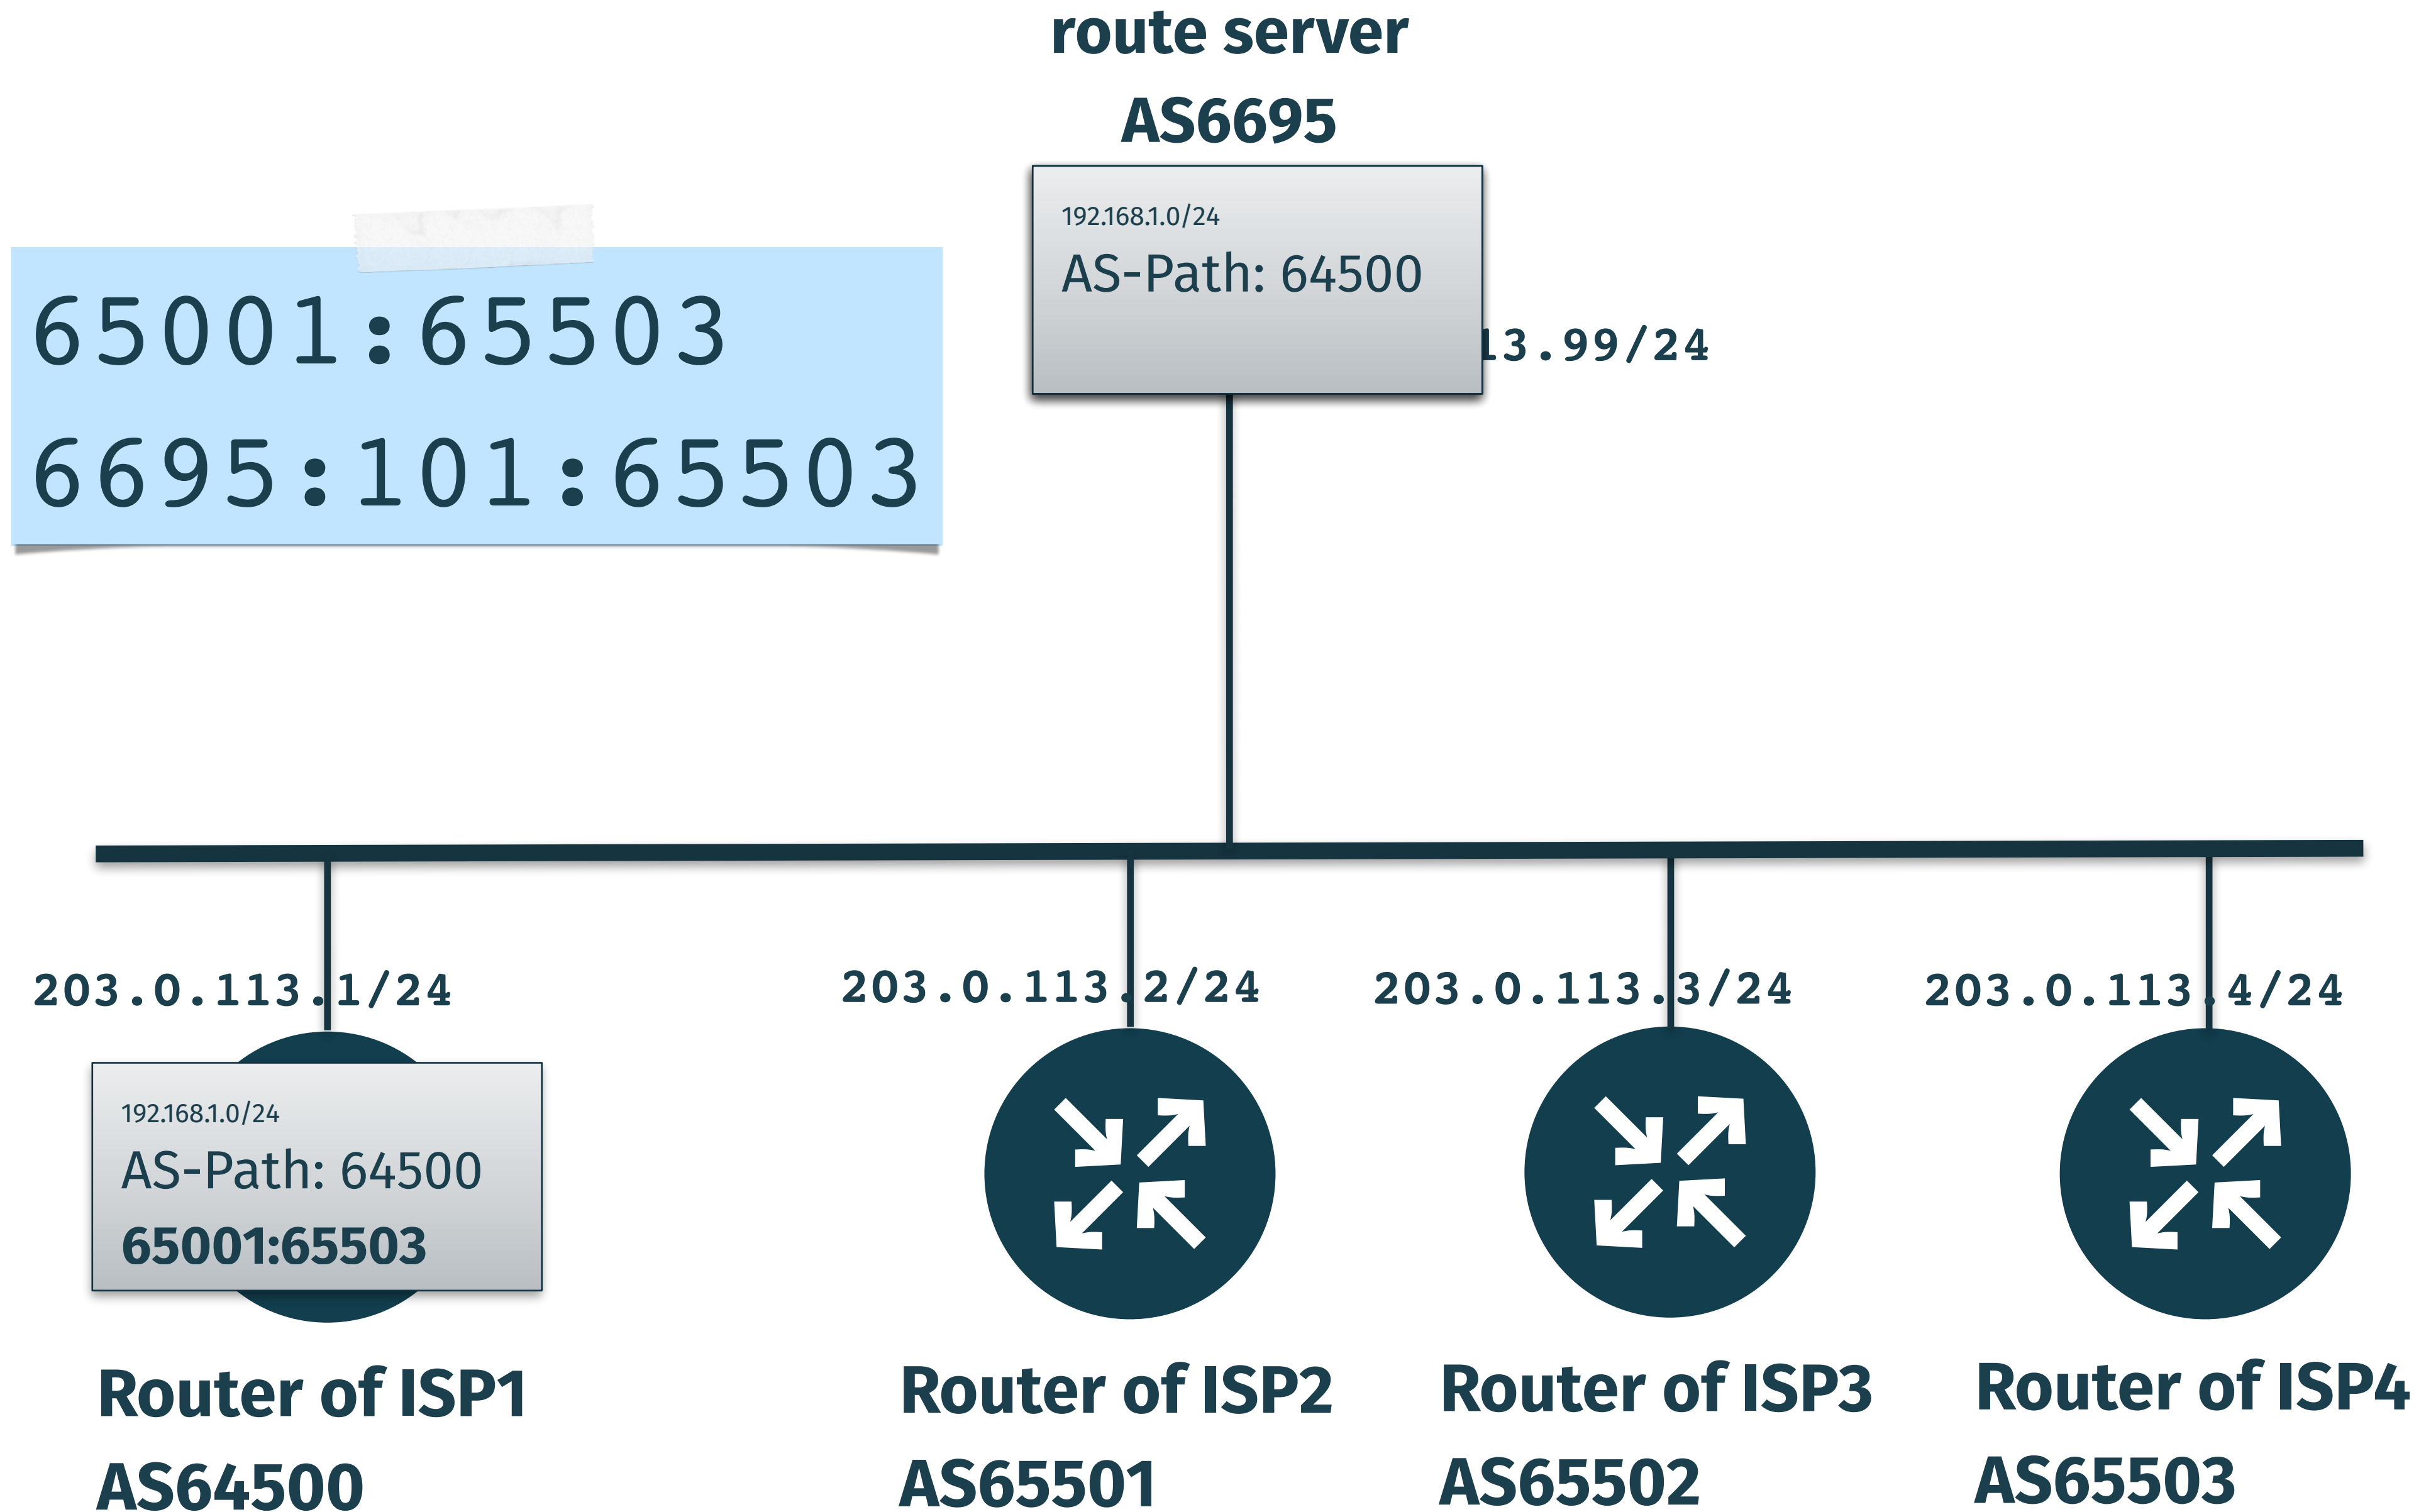 route server
AS6695
192.168.1.0/24
AS-Path: 64500
13.99/24
65001:65503
6695:101:65503
203.0.113.1/24
203.0.113.2/24
203.0.113.3/24
203.0.113.4/24
192.168.1.0/24
AS-Path: 64500
65001:65503
Router of ISP1
AS64500
Router of ISP2
AS65501
Router of ISP3
AS65502
Router of ISP4
AS65503